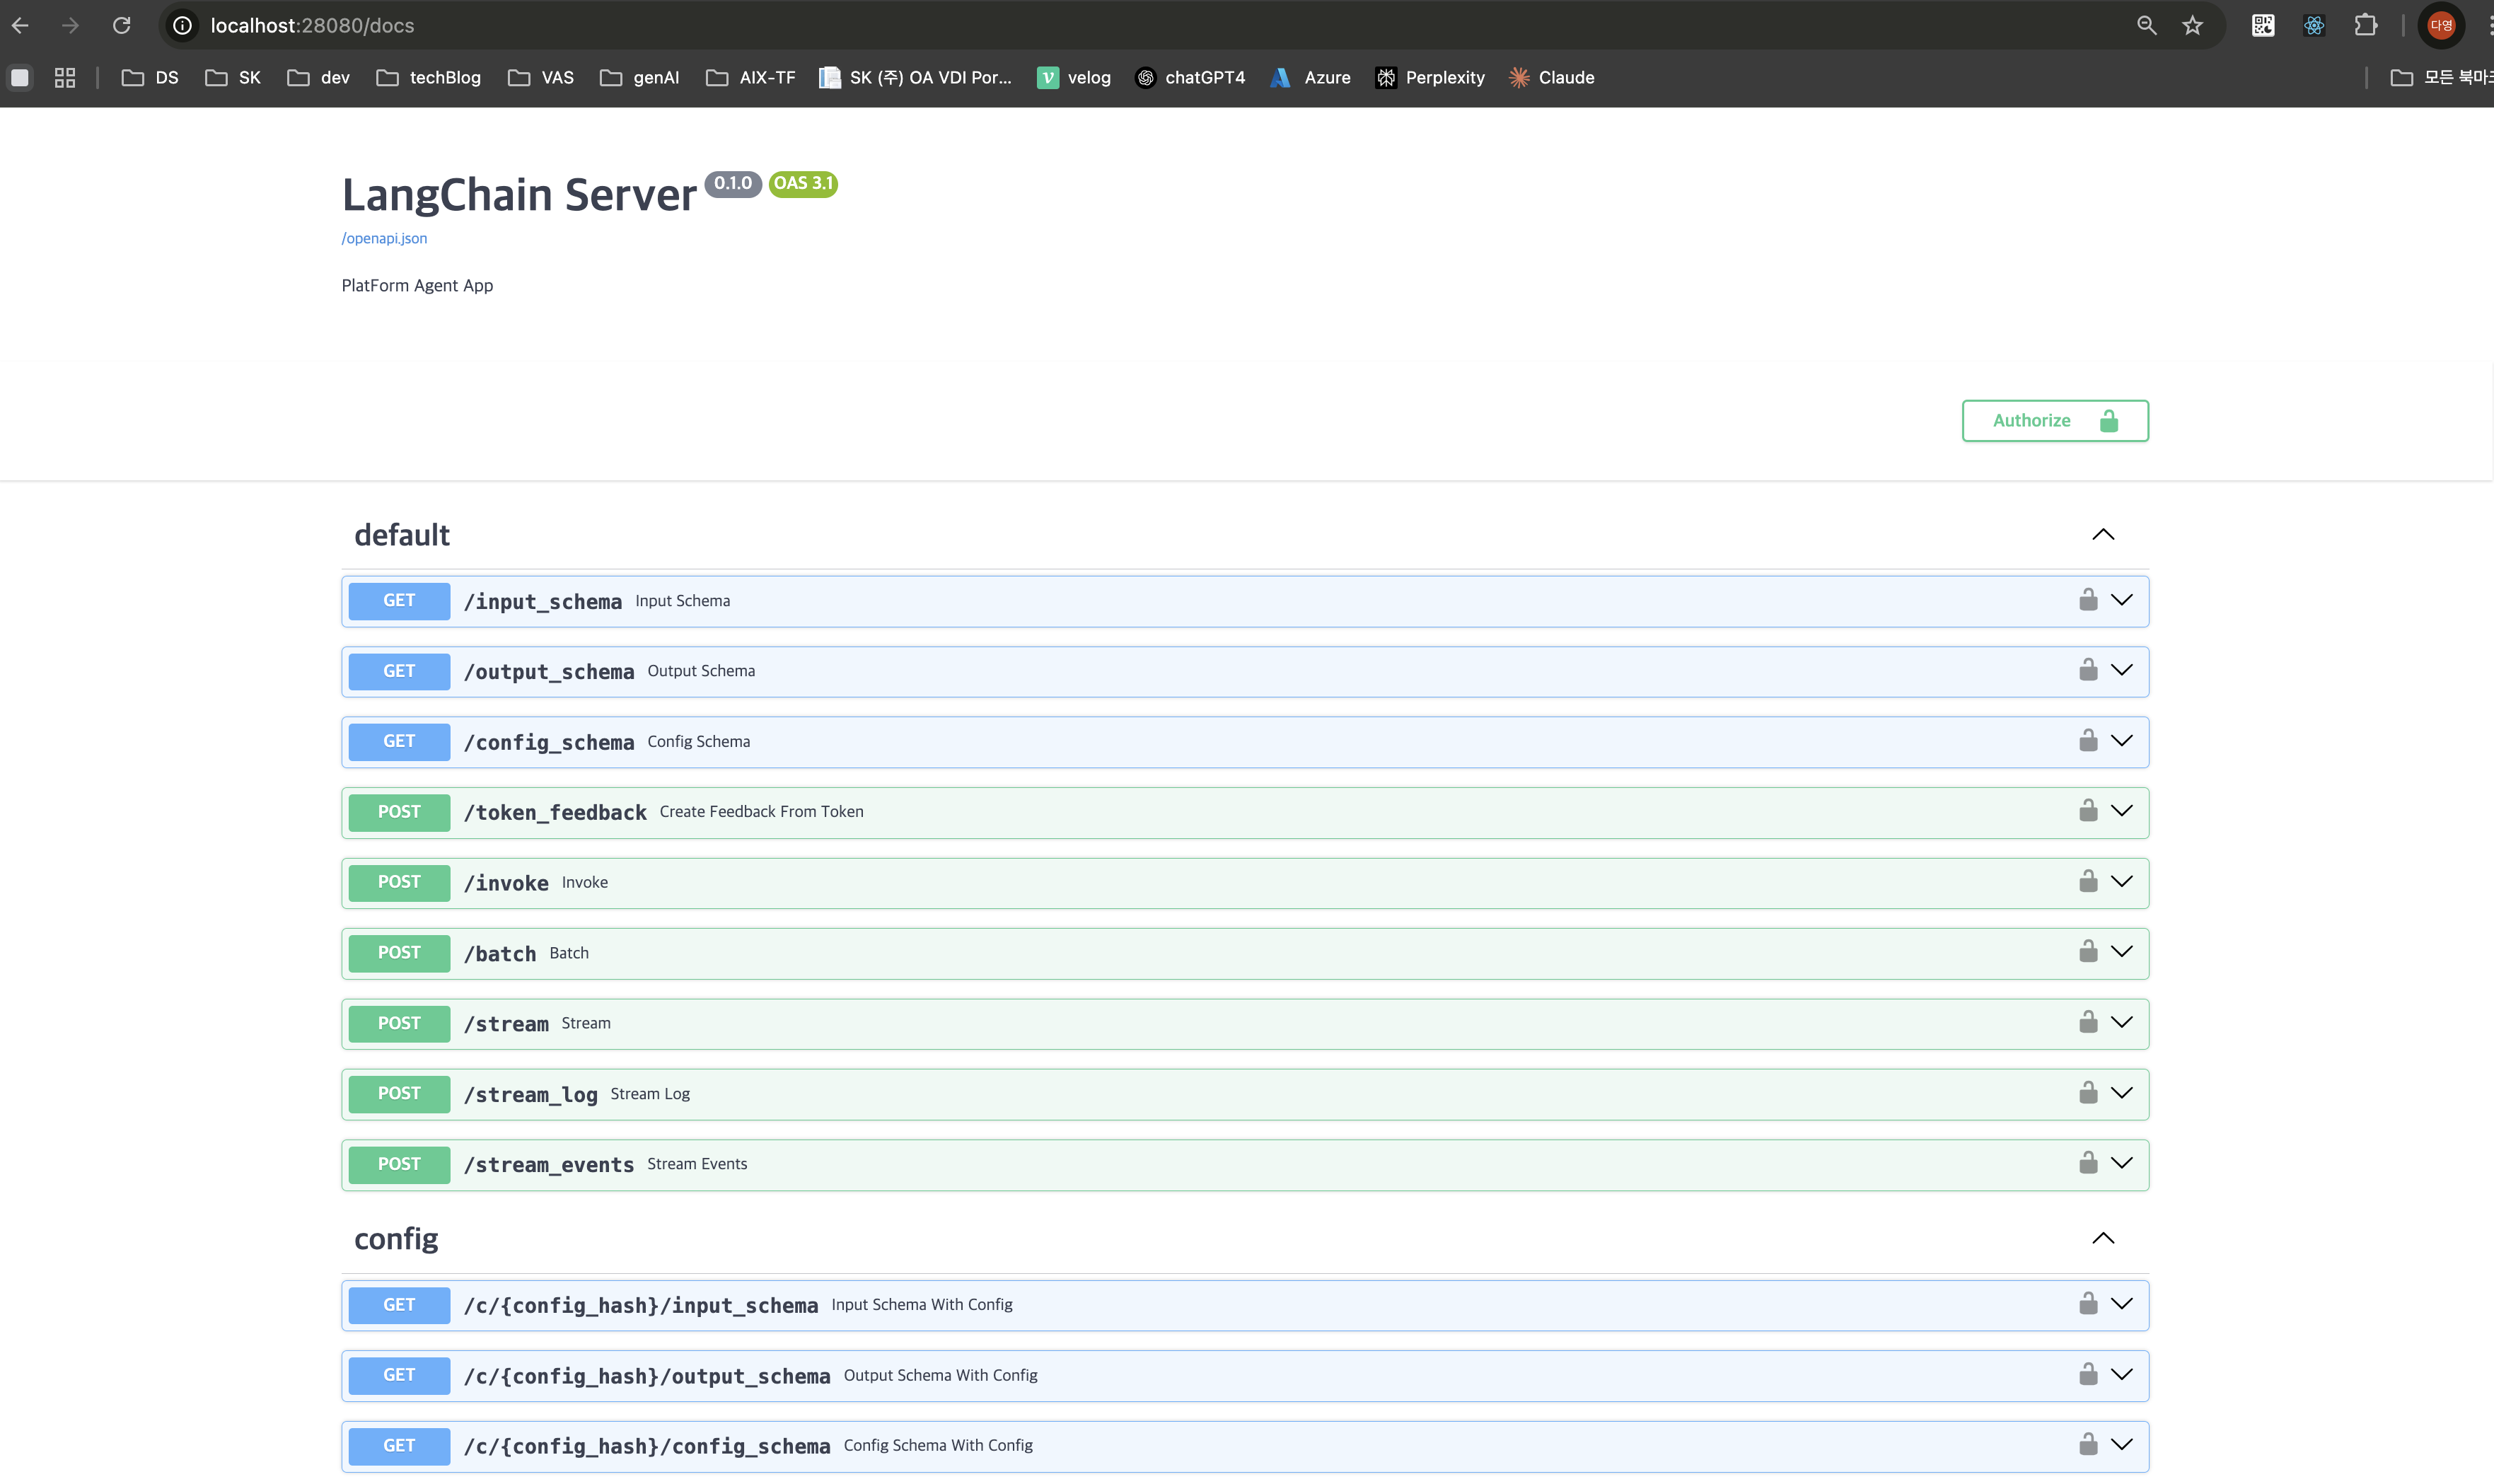 localhost:28080/docs
다영
DS SK dev techBlog VAS genAI AIX-TF SK (주) OA VDI Por... velog chatGPT4 Azure Perplexity Claude
LangChain Server 0.1.0 OAS 3.1
/openapi.json
PlatForm Agent App
Authorize
default
GET /input_schema Input Schema
GET /output_schema Output Schema
GET /config_schema Config Schema
POST /token_feedback Create Feedback From Token
POST /invoke Invoke
POST /batch Batch
POST /stream Stream
POST /stream_log Stream Log
POST /stream_events Stream Events
config
GET /c/{config_hash}/input_schema Input Schema With Config
GET /c/{config_hash}/output_schema Output Schema With Config
GET /c/{config_hash}/config_schema Config Schema With Config